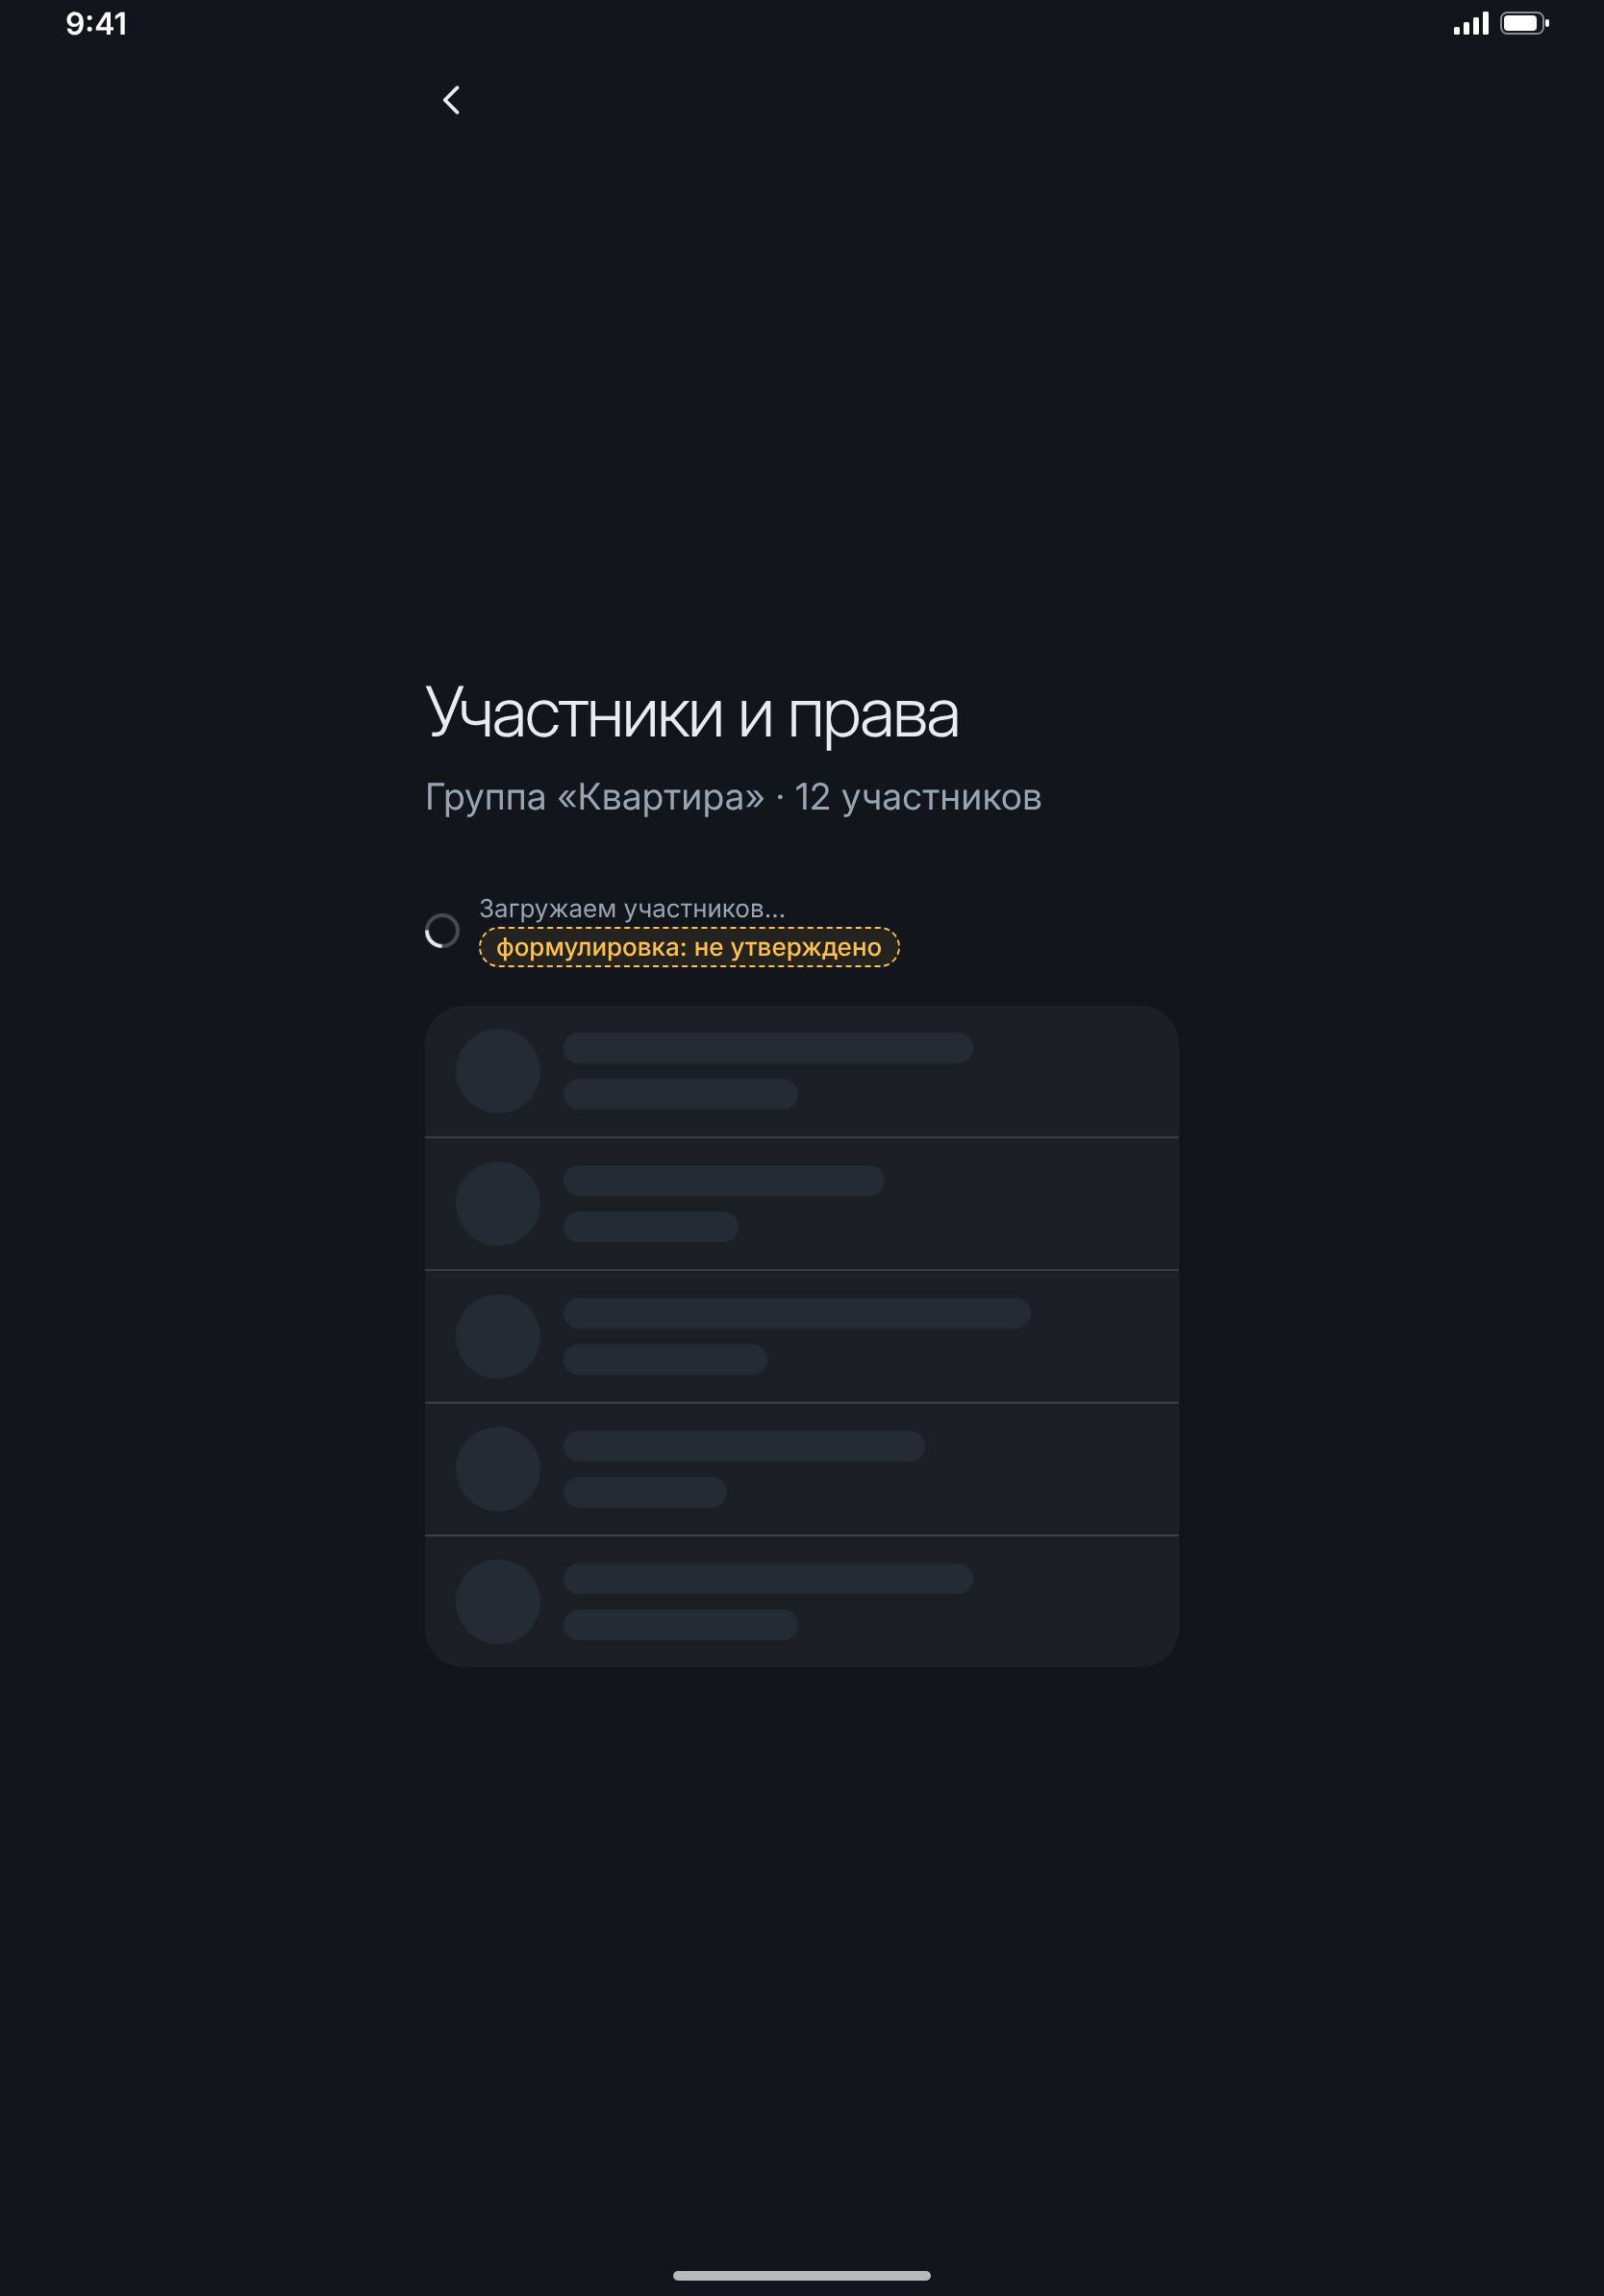 9:41
Участники и права
Группа «Квартира» · 12 участников
Загружаем участников...
формулировка: не утверждено